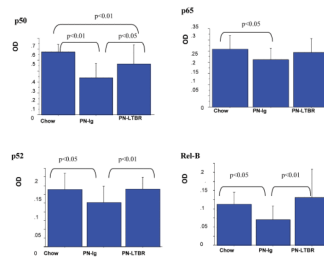 p50
p<0.01
p<0.01
p<0.05
OD
.7
.6
.5
.4
.3
.2
.1
0
Chow
PN-Ig
PN-LTBR
p65
p<0.05
OD
.35
.3
.25
.2
.15
.1
.05
0
Chow
PN-Ig
PN-LTBR
p52
p<0.05
p<0.01
OD
.2
.15
.1
.05
0
Chow
PN-Ig
PN-LTBR
Rel-B
p<0.05
p<0.01
OD
.2
.15
.1
.05
0
Chow
PN-Ig
PN-LTBR